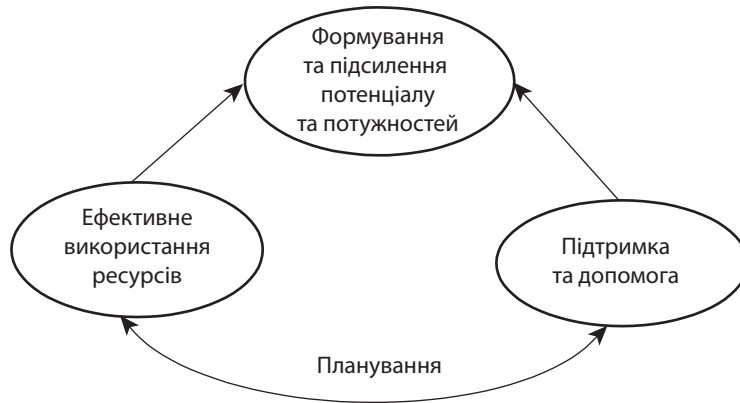 Формування
та підсилення
потенціалу
та потужностей
Ефективне
використання
ресурсів
Підтримка
та допомога
Планування